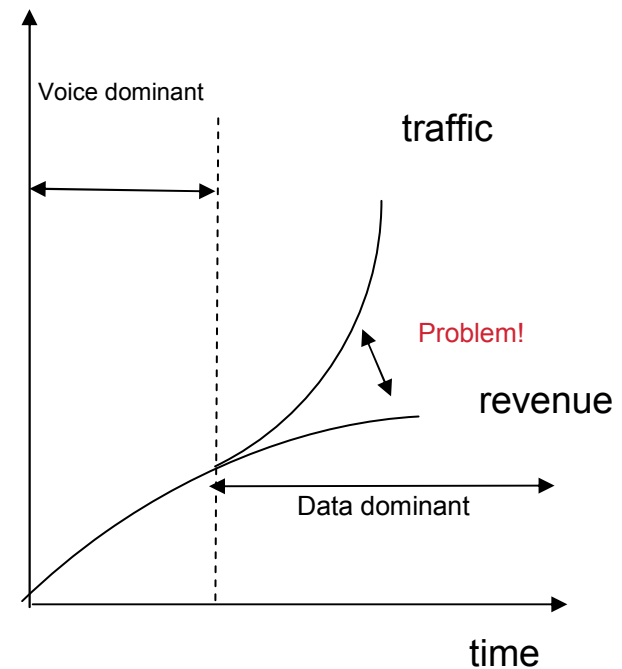 Voice dominant
traffic
Problem!
revenue
Data dominant
time